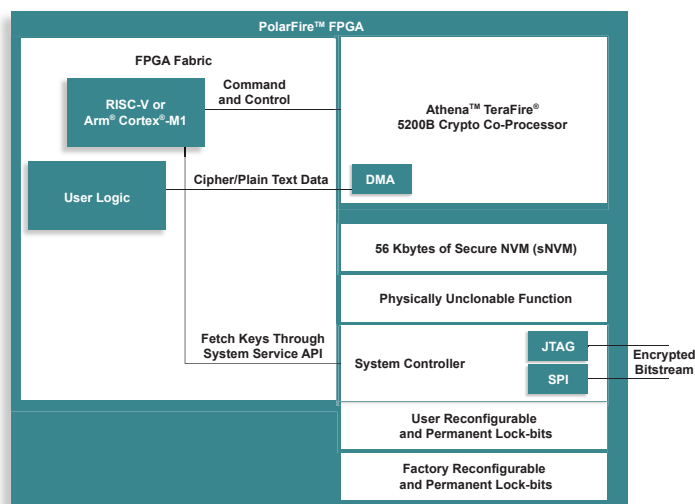 PolarFire™ FPGA
FPGA Fabric
RISC-V or
Arm® Cortex®-M1
Command
and Control
Athena™ TeraFire®
5200B Crypto Co-Processor
User Logic
Cipher/Plain Text Data
DMA
56 Kbytes of Secure NVM (sNVM)
Physically Unclonable Function
Fetch Keys Through
System Service API
System Controller
JTAG
SPI
Encrypted
Bitstream
User Reconfigurable
and Permanent Lock-bits
Factory Reconfigurable
and Permanent Lock-bits